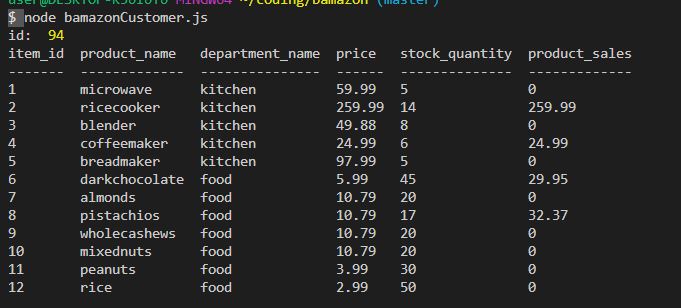 MINGW64 ~/coding/bamazon (master)
$ node bamazonCustomer.js
id:  94
item_id  product_name  department_name  price   stock_quantity  product_sales
-------  ------------  ---------------  ------  --------------  -------------
1        microwave     kitchen          59.99   5               0
2        ricecooker    kitchen          259.99  14              259.99
3        blender       kitchen          49.88   8               0
4        coffeemaker   kitchen          24.99   6               24.99
5        breadmaker    kitchen          97.99   5               0
6        darkchocolate  food             5.99    45              29.95
7        almonds       food             10.79   20              0
8        pistachios    food             10.79   17              32.37
9        wholecashews  food             10.79   20              0
10       mixednuts     food             10.79   20              0
11       peanuts       food             3.99    30              0
12       rice          food             2.99    50              0